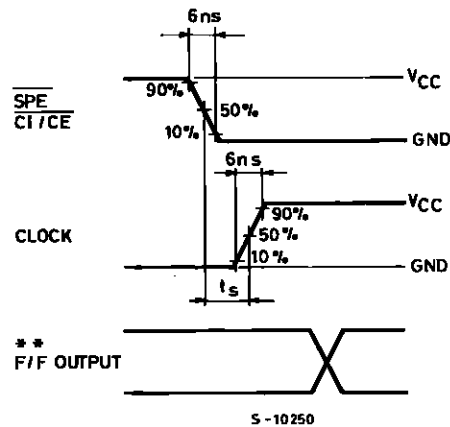 6ns
VCC
90%
SPE
50%
CI/CE
10%
GND
6ns
VCC
90%
CLOCK
50%
10%
GND
ts
**
F/F OUTPUT
S-10250